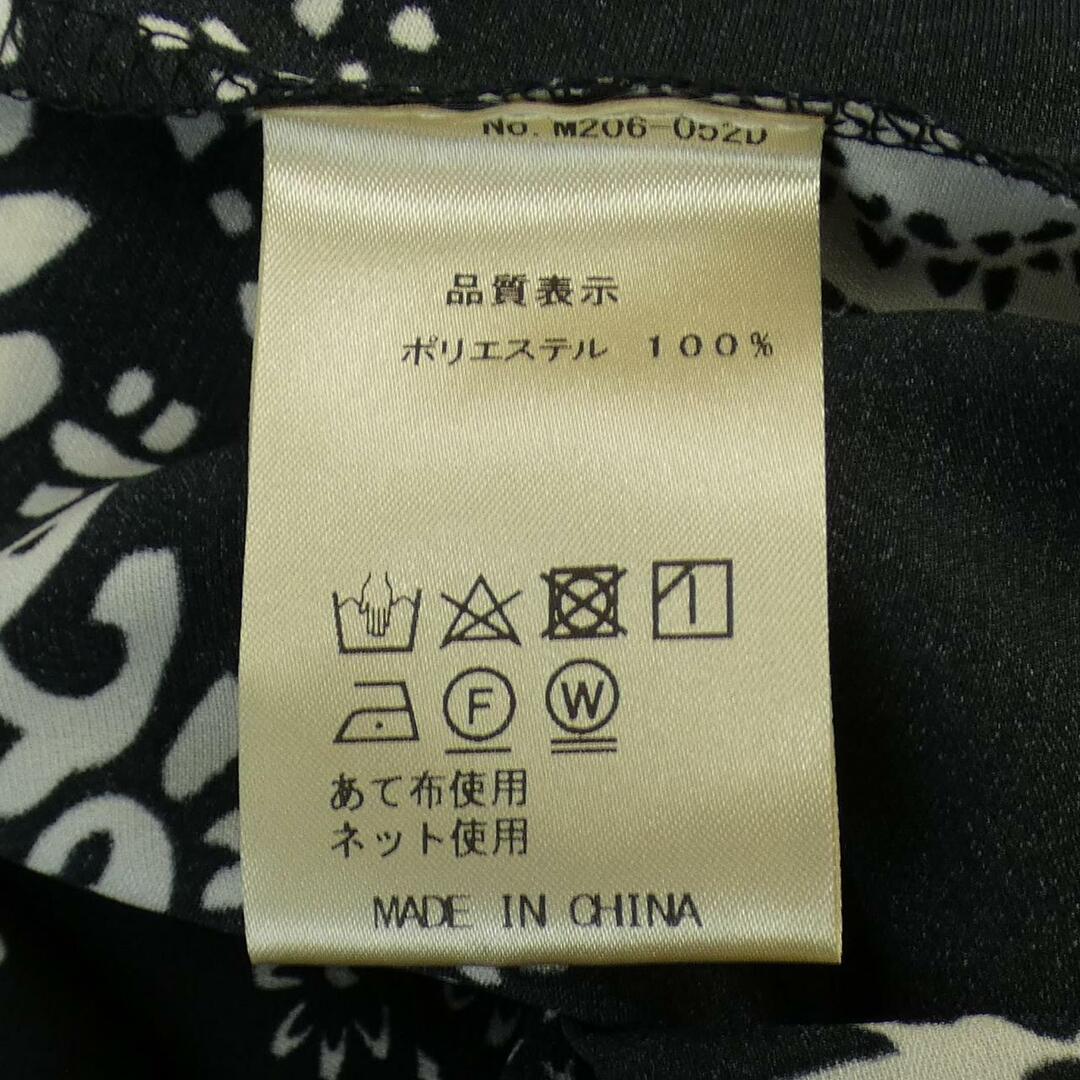 No. M206-052D
品質表示
ポリエステル 100%
F W
あて布使用
ネット使用
MADE IN CHINA